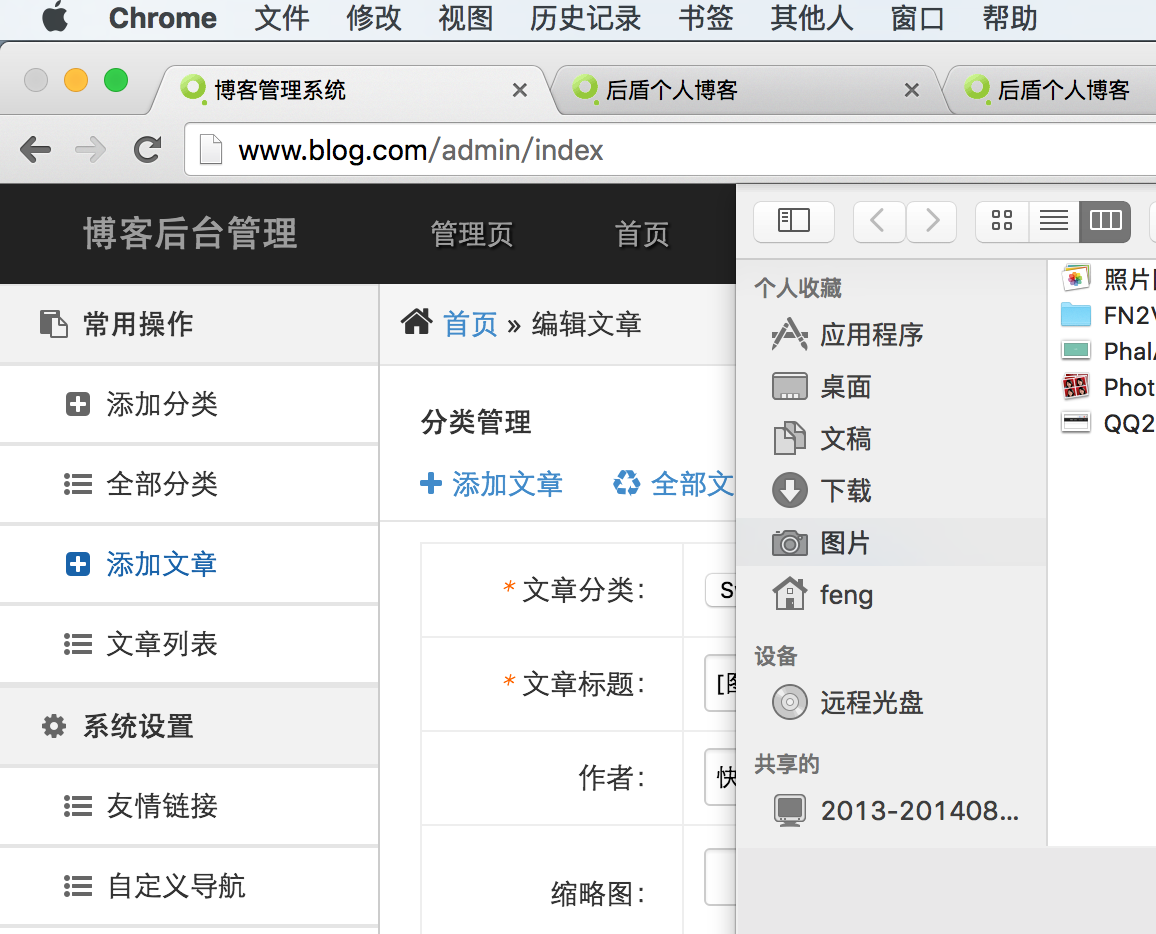 Chrome 文件 修改 视图 历史记录 书签 其他人 窗口 帮助
博客管理系统 后盾个人博客 后盾个人博客
www.blog.com/admin/index
博客后台管理 管理页 首页
常用操作
添加分类
全部分类
添加文章
文章列表
系统设置
友情链接
自定义导航
首页 » 编辑文章
分类管理
添加文章 全部文
* 文章分类:
* 文章标题: [图
作者: 快
缩略图:
个人收藏
应用程序
桌面
文稿
下载
图片
feng
设备
远程光盘
共享的
2013-201408...
照片
FN2V
PhalA
Phot
QQ2